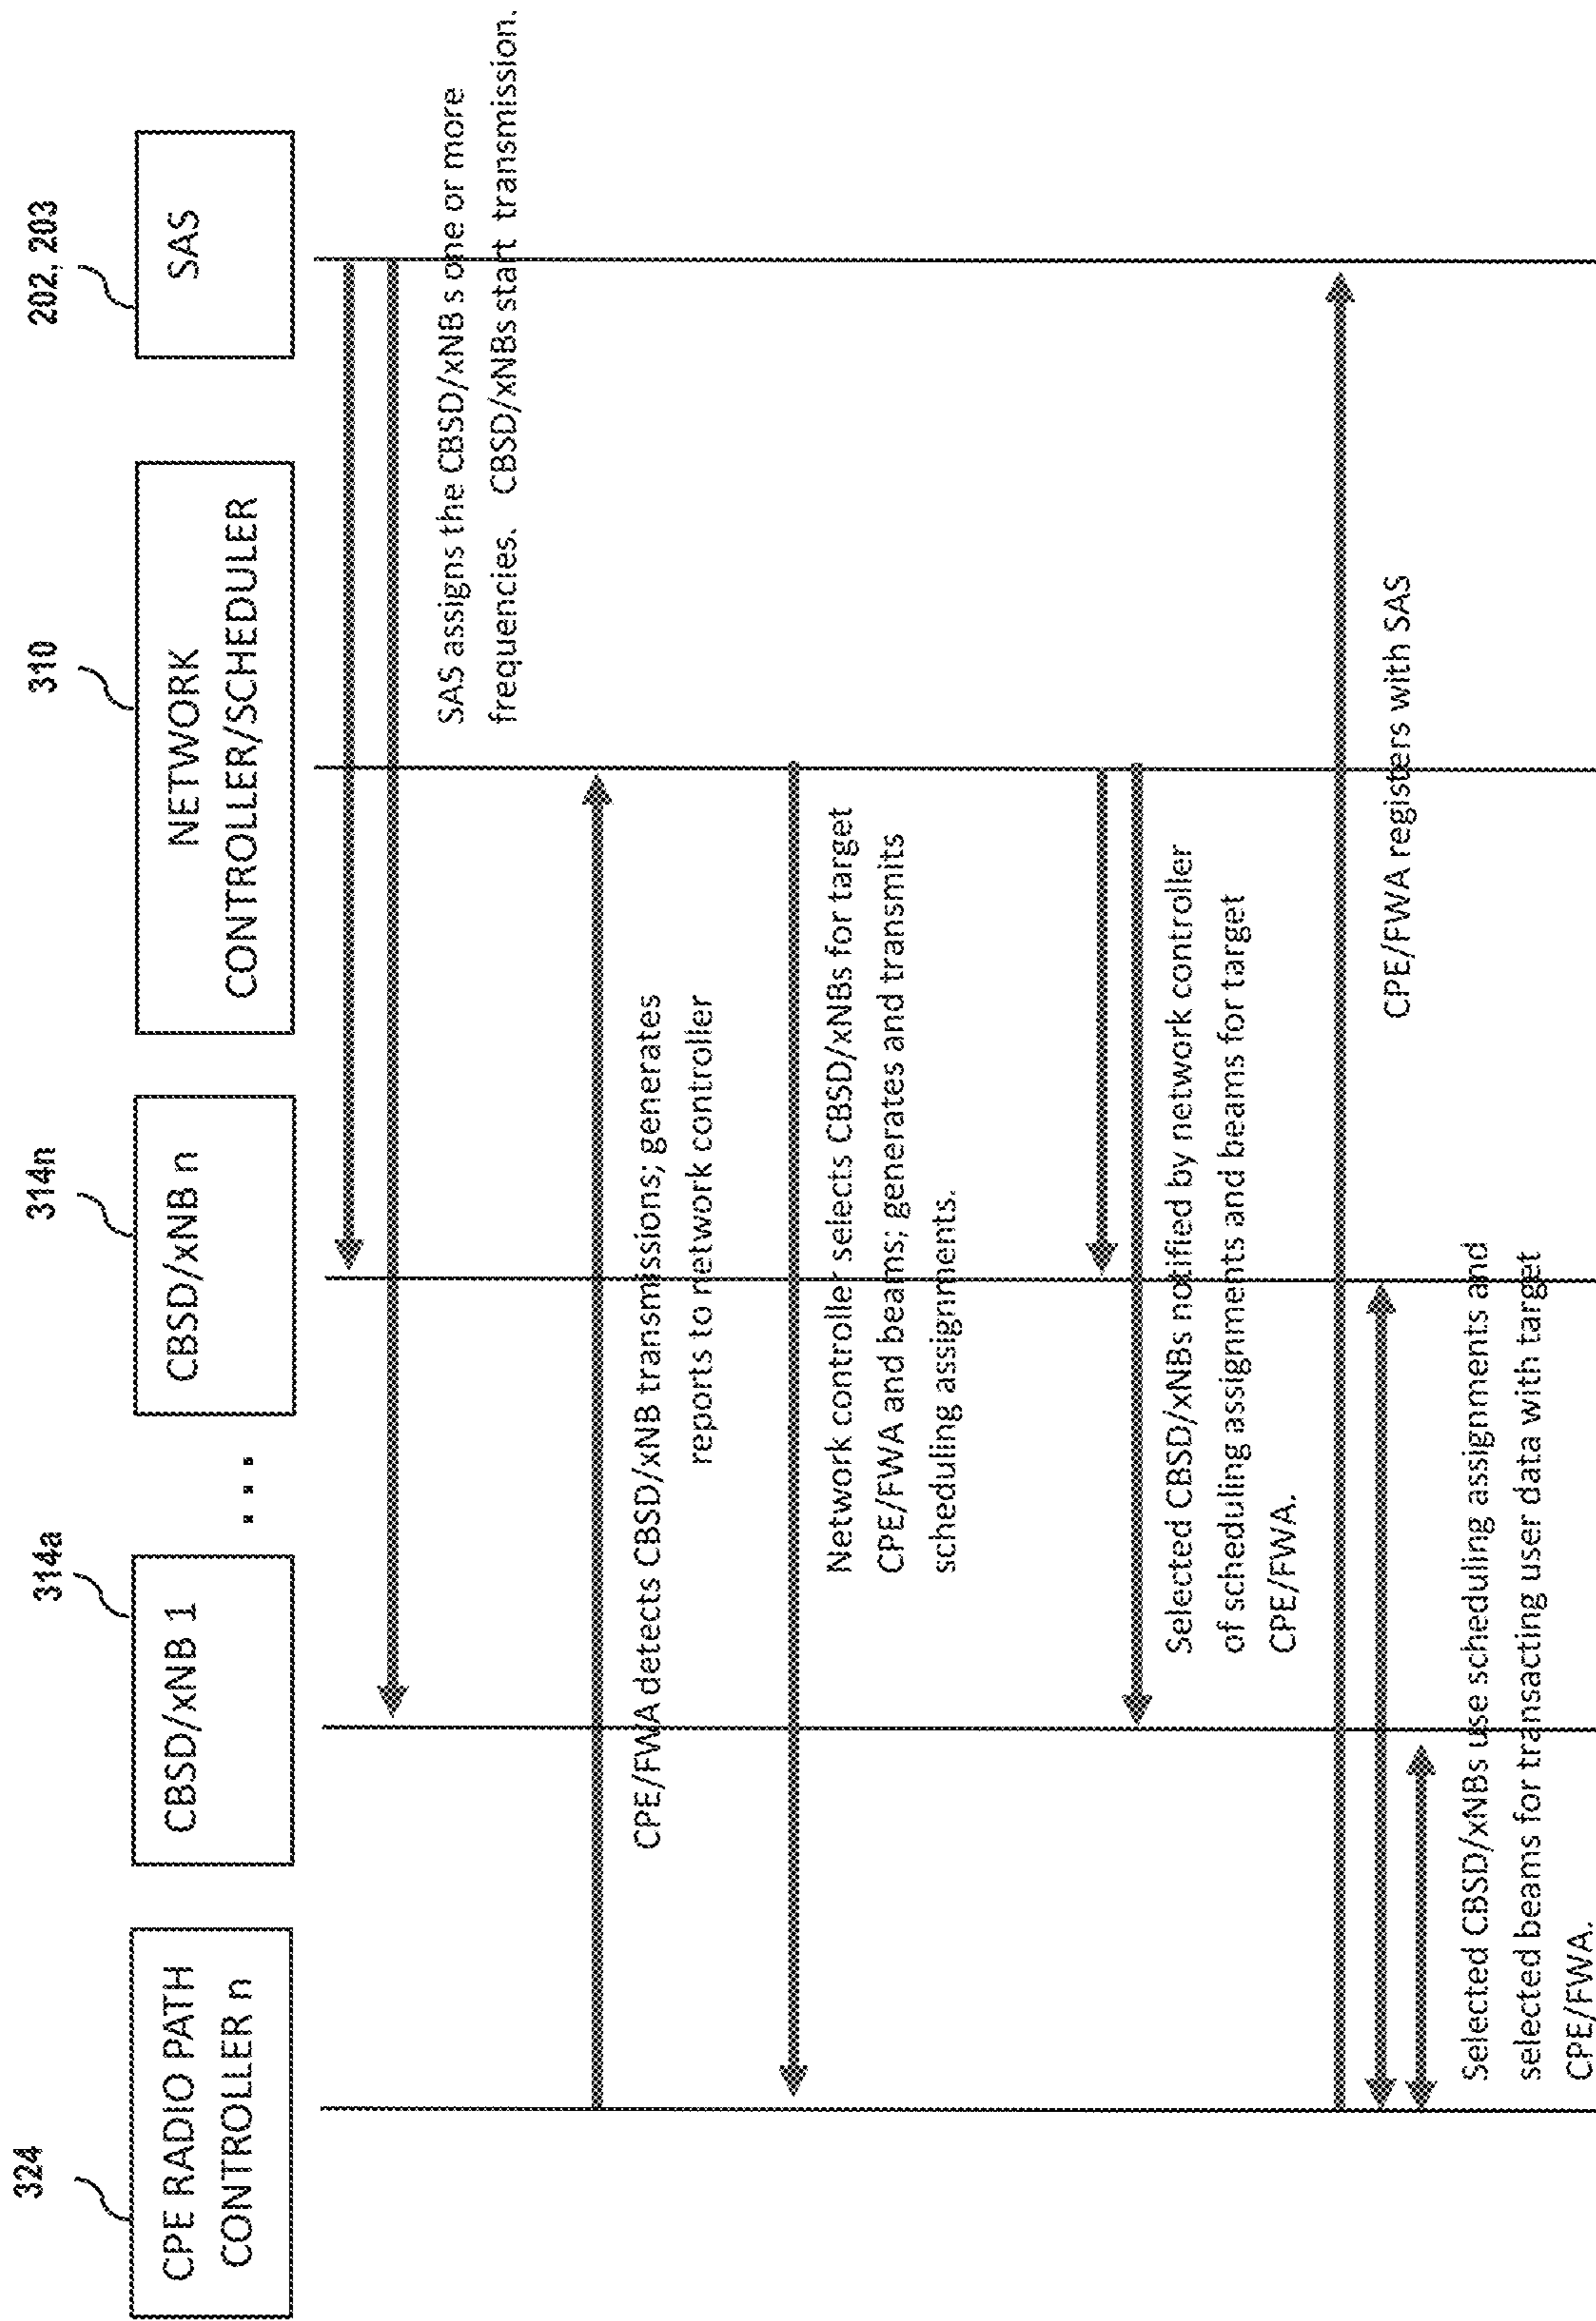 324
314a
314n
310
202, 203
CPE RADIO PATH
CONTROLLER n
CBSD/xNB 1
...
CBSD/xNB n
NETWORK
CONTROLLER/SCHEDULER
SAS
SAS assigns the CBSD/xNB s one or more
frequencies. CBSD/xNBs start transmission.
CPE/FWA detects CBSD/xNB transmissions; generates
reports to network controller
Network controller selects CBSD/xNBs for target
CPE/FWA and beams; generates and transmits
scheduling assignments.
Selected CBSD/xNBs notified by network controller
of scheduling assignments and beams for target
CPE/FWA.
CPE/FWA registers with SAS
Selected CBSD/xNBs use scheduling assignments and
selected beams for transacting user data with target
CPE/FWA.